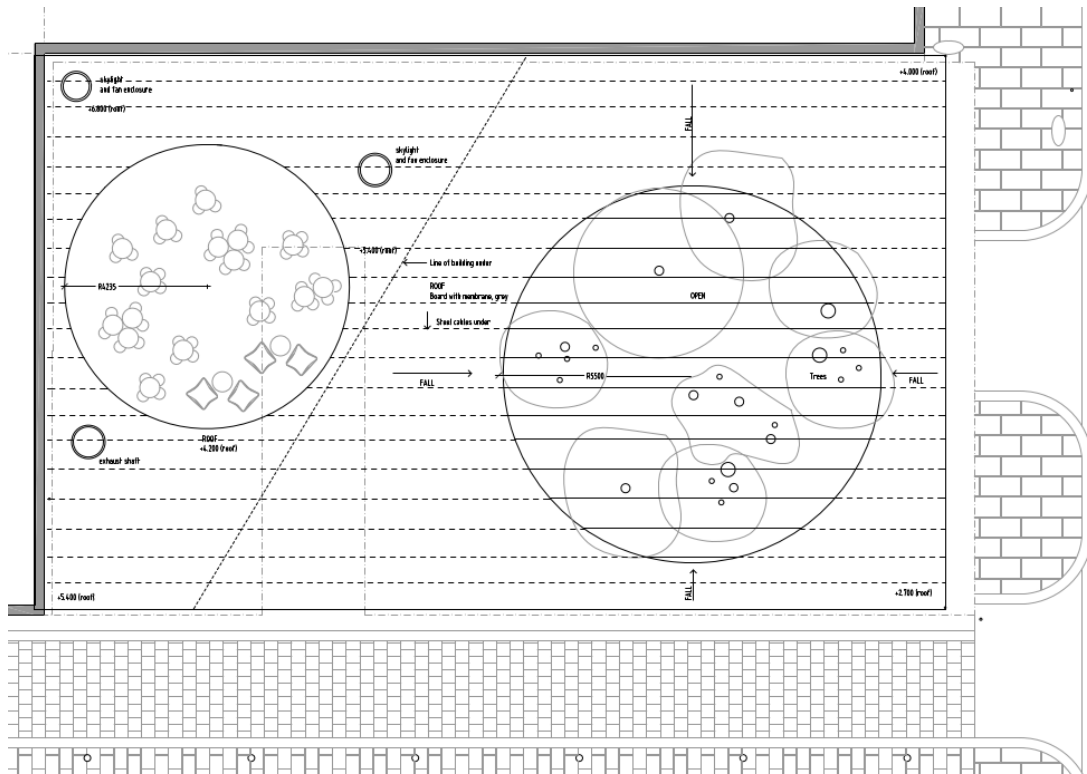 skylight
and fan enclosure
+6.800 (roof)
+4.000 (roof)
FALL
skylight
and fan enclosure
+3.400 (roof)
Line of building under
R4235
ROOF
Board with membrane, grey
OPEN
Steel cables under
FALL
R5500
Trees
FALL
ROOF
+4.200 (roof)
exhaust shaft
FALL
+5.400 (roof)
+2.700 (roof)